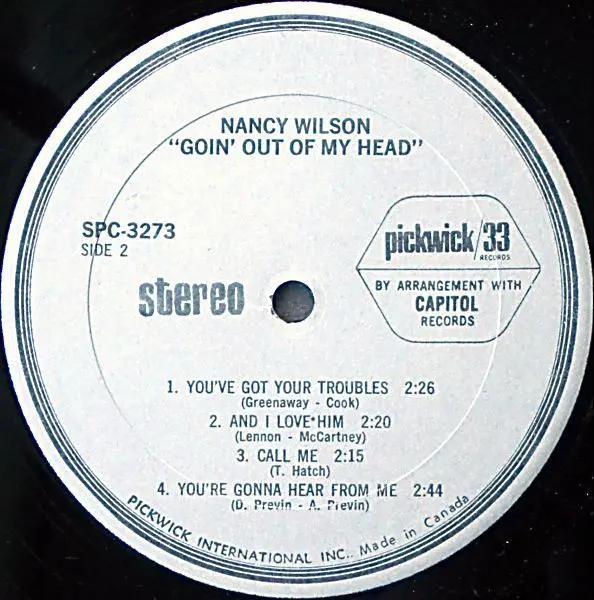 NANCY WILSON
"GOIN' OUT OF MY HEAD"
SPC-3273
SIDE 2
stereo
pickwick/33
RECORDS
BY ARRANGEMENT WITH
CAPITOL
RECORDS
1. YOU'VE GOT YOUR TROUBLES 2:26
(Greenaway - Cook)
2. AND I LOVE HIM 2:20
(Lennon - McCartney)
3. CALL ME 2:15
(T. Hatch)
4. YOU'RE GONNA HEAR FROM ME 2:44
(D. Previn - A. Previn)
PICKWICK INTERNATIONAL INC.. Made in Canada